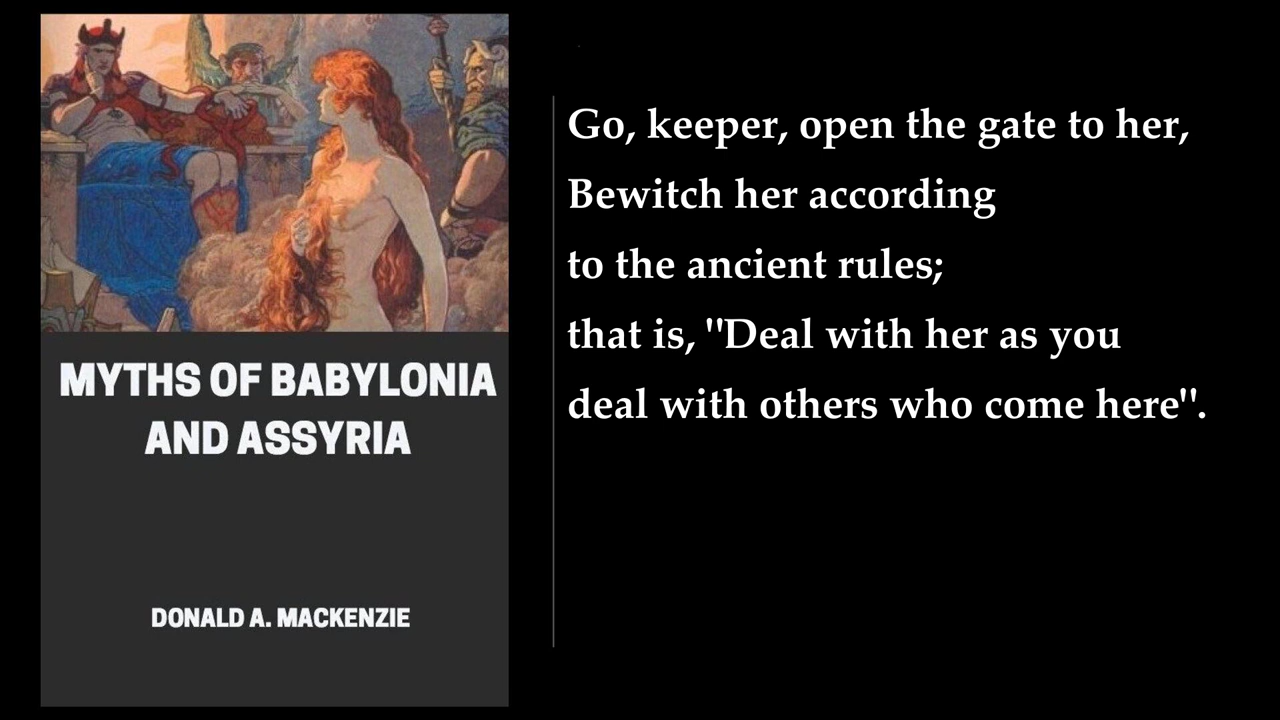 MYTHS OF BABYLONIA
AND ASSYRIA
DONALD A. MACKENZIE
Go, keeper, open the gate to her,
Bewitch her according
to the ancient rules;
that is, "Deal with her as you
deal with others who come here".